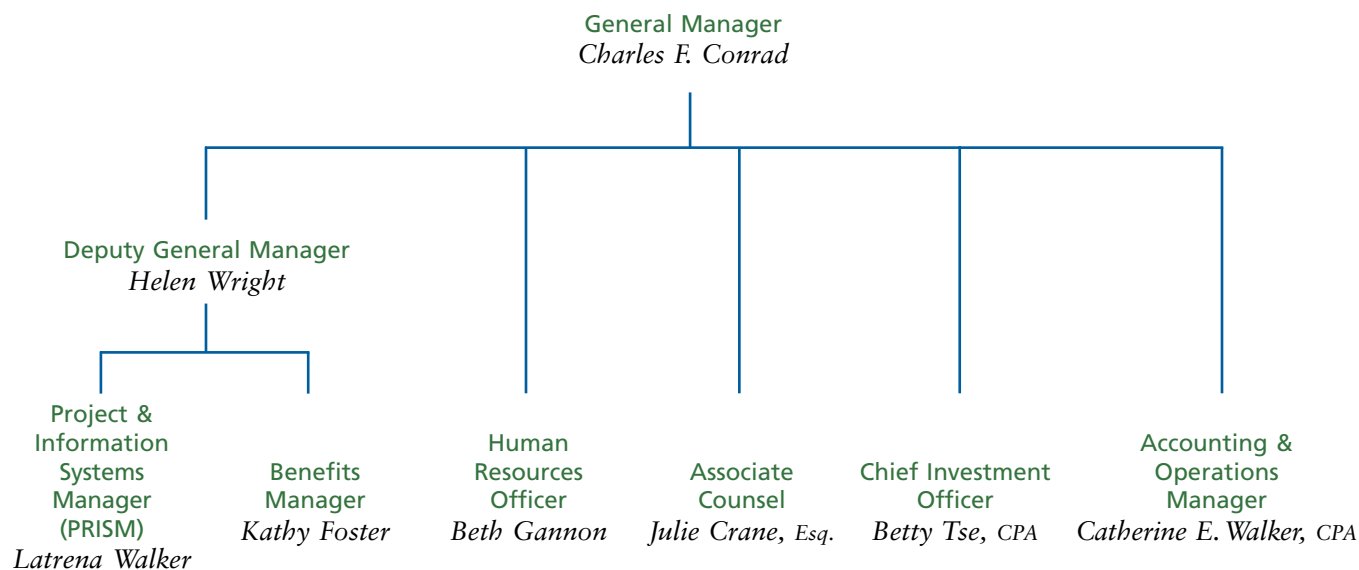 General Manager
Charles F. Conrad
Deputy General Manager
Helen Wright
Project &
Information
Systems
Manager
(PRISM)
Latrena Walker
Benefits
Manager
Kathy Foster
Human
Resources
Officer
Beth Gannon
Associate
Counsel
Julie Crane, Esq.
Chief Investment
Officer
Betty Tse, CPA
Accounting &
Operations
Manager
Catherine E. Walker, CPA